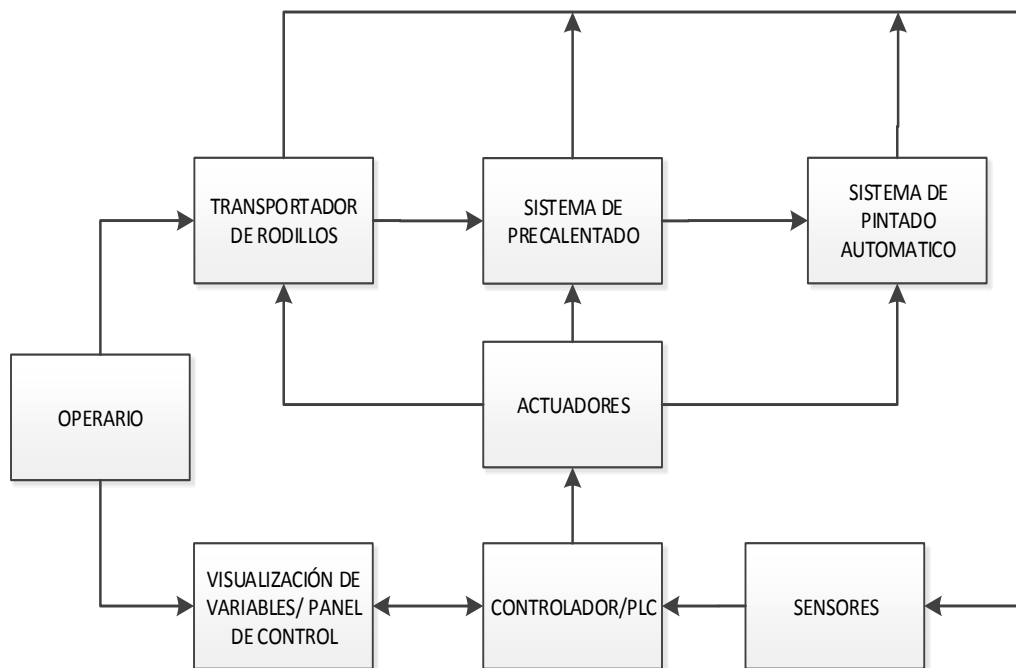 TRANSPORTADOR
DE RODILLOS
SISTEMA DE
PRECALENTADO
SISTEMA DE
PINTADO
AUTOMATICO
OPERARIO
ACTUADORES
VISUALIZACIÓN DE
VARIABLES/ PANEL
DE CONTROL
CONTROLADOR/PLC
SENSORES